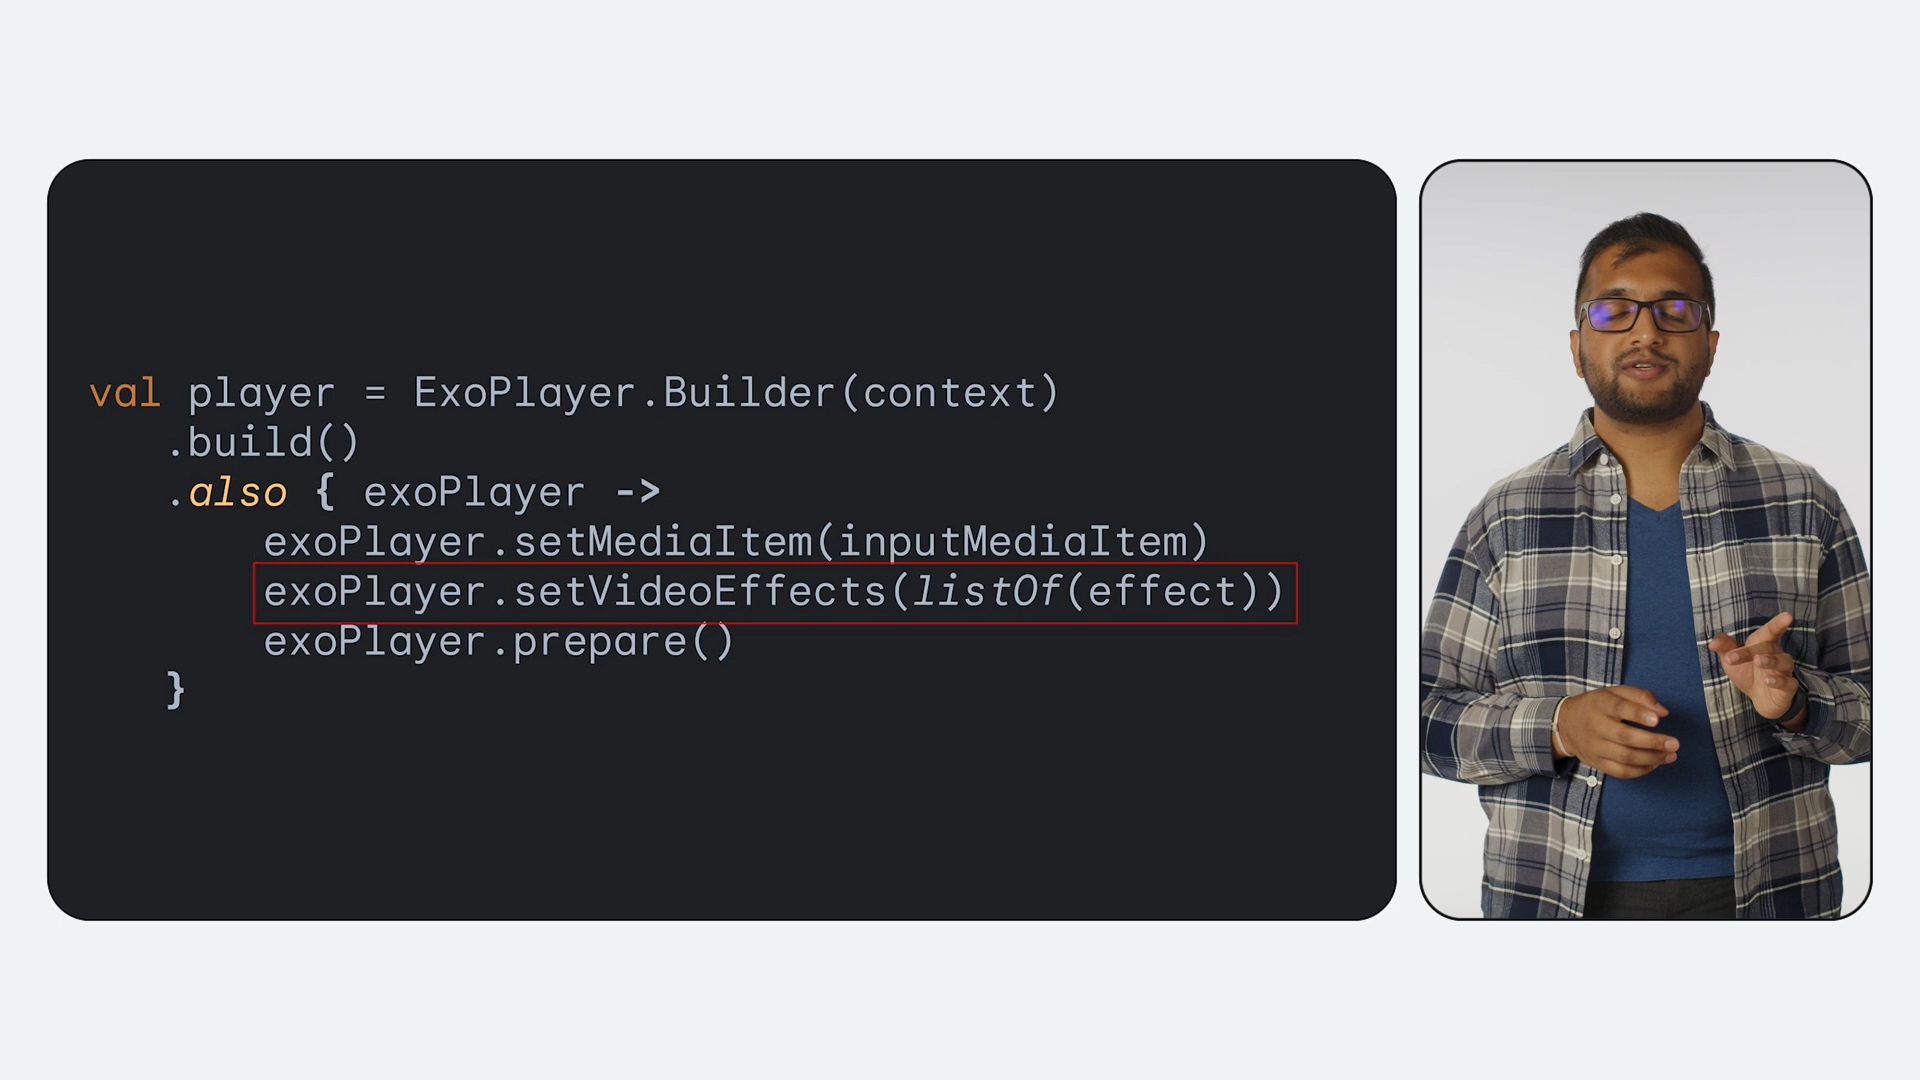 val player = ExoPlayer.Builder(context)
.build()
.also { exoPlayer ->
exoPlayer.setMediaItem(inputMediaItem)
exoPlayer.setVideoEffects(listOf(effect))
exoPlayer.prepare()
}